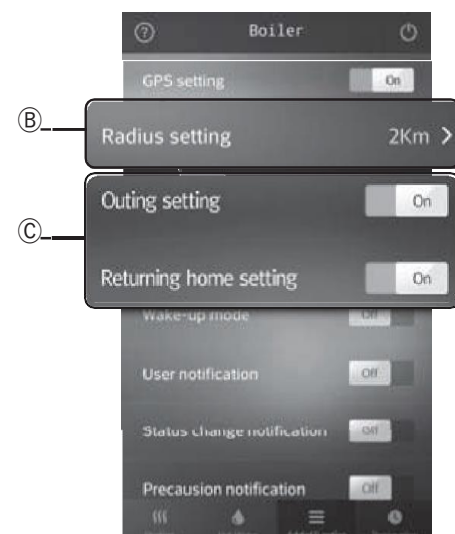 ? Boiler
GPS setting On
Ⓑ Radius setting 2Km >
Outing setting On
Ⓒ
Returning home setting On
Wake-up mode Off
User notification Off
Status change notification Off
Precausion notification Off